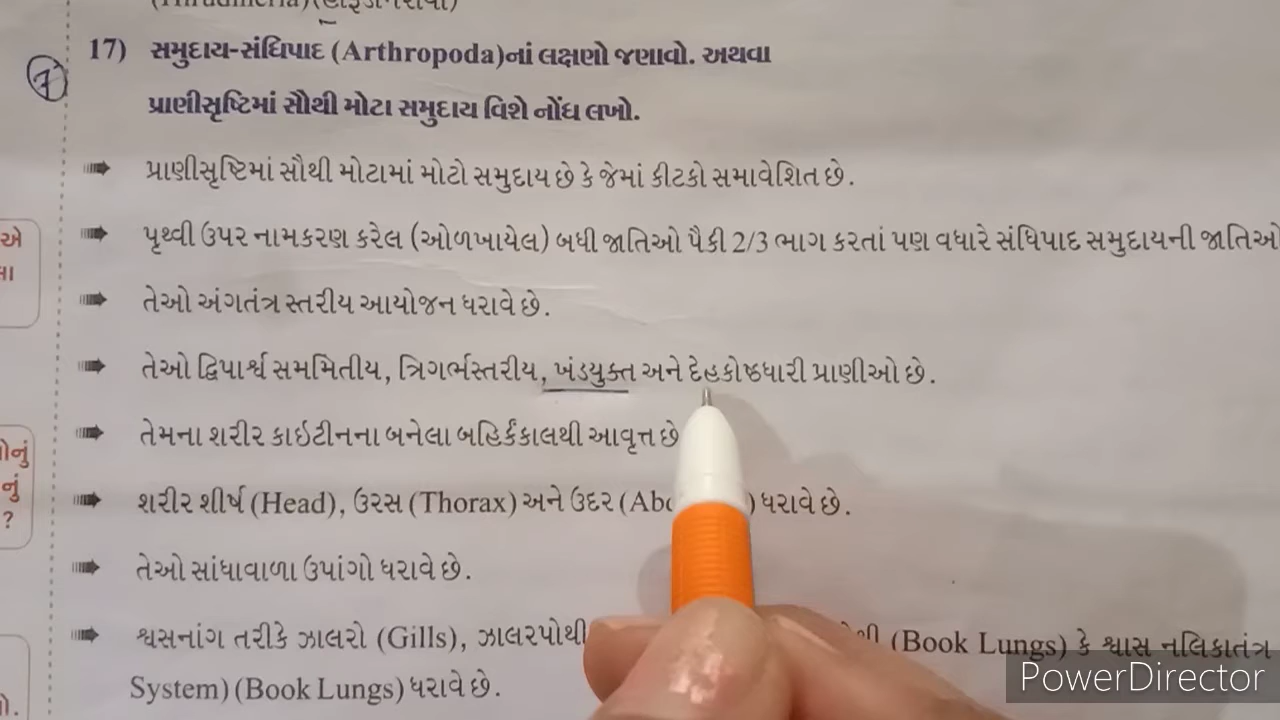 17) સમુદાય-સંધિપાદ (Arthropoda)નાં લક્ષણો જણાવો. અથવા
7
પ્રાણીસૃષ્ટિમાં સૌથી મોટા સમુદાય વિશે નોંધ લખો.
પ્રાણીસૃષ્ટિમાં સૌથી મોટામાં મોટો સમુદાય છે કે જેમાં કીટકો સમાવેશિત છે.
પૃથ્વી ઉપર નામકરણ કરેલ (ઓળખાયેલ) બધી જાતિઓ પૈકી 2/3 ભાગ કરતાં પણ વધારે સંધિપાદ સમુદાયની જાતિઓ
તેઓ અંગતંત્ર સ્તરીય આયોજન ધરાવે છે.
તેઓ દ્વિપાર્શ્વ સમમિતીય, ત્રિગર્ભસ્તરીય, ખંડયુક્ત અને દેહકોષ્ઠધારી પ્રાણીઓ છે.
તેમના શરીર કાઇટીનના બનેલા બહિર્કંકાલથી આવૃત્ત છે
શરીર શીર્ષ (Head), ઉરસ (Thorax) અને ઉદર ( ) ધરાવે છે.
તેઓ સાંધાવાળા ઉપાંગો ધરાવે છે.
શ્વસનાંગ તરીકે ઝાલરો (Gills), ઝાલરપોથી (Book Lungs) કે શ્વાસ નલિકાતંત્ર
System) (Book Lungs) ધરાવે છે.
PowerDirector